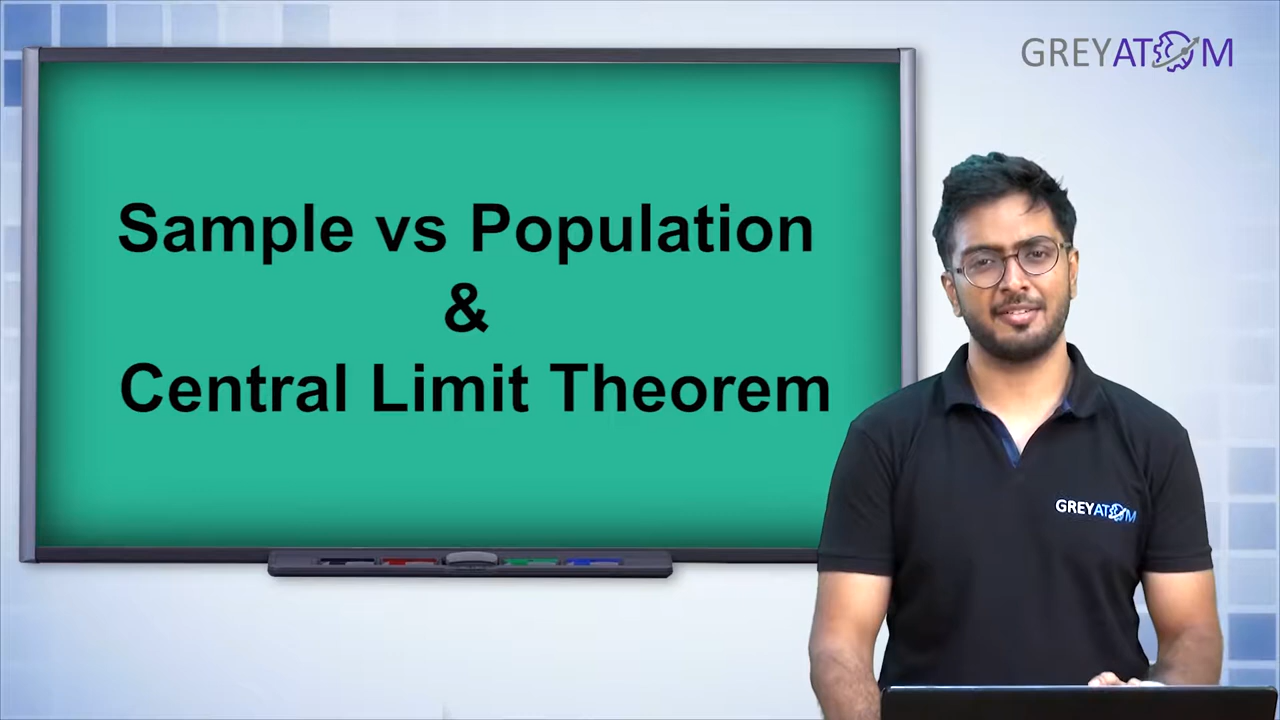 GREYATOM
Sample vs Population
&
Central Limit Theorem
GREYATOM